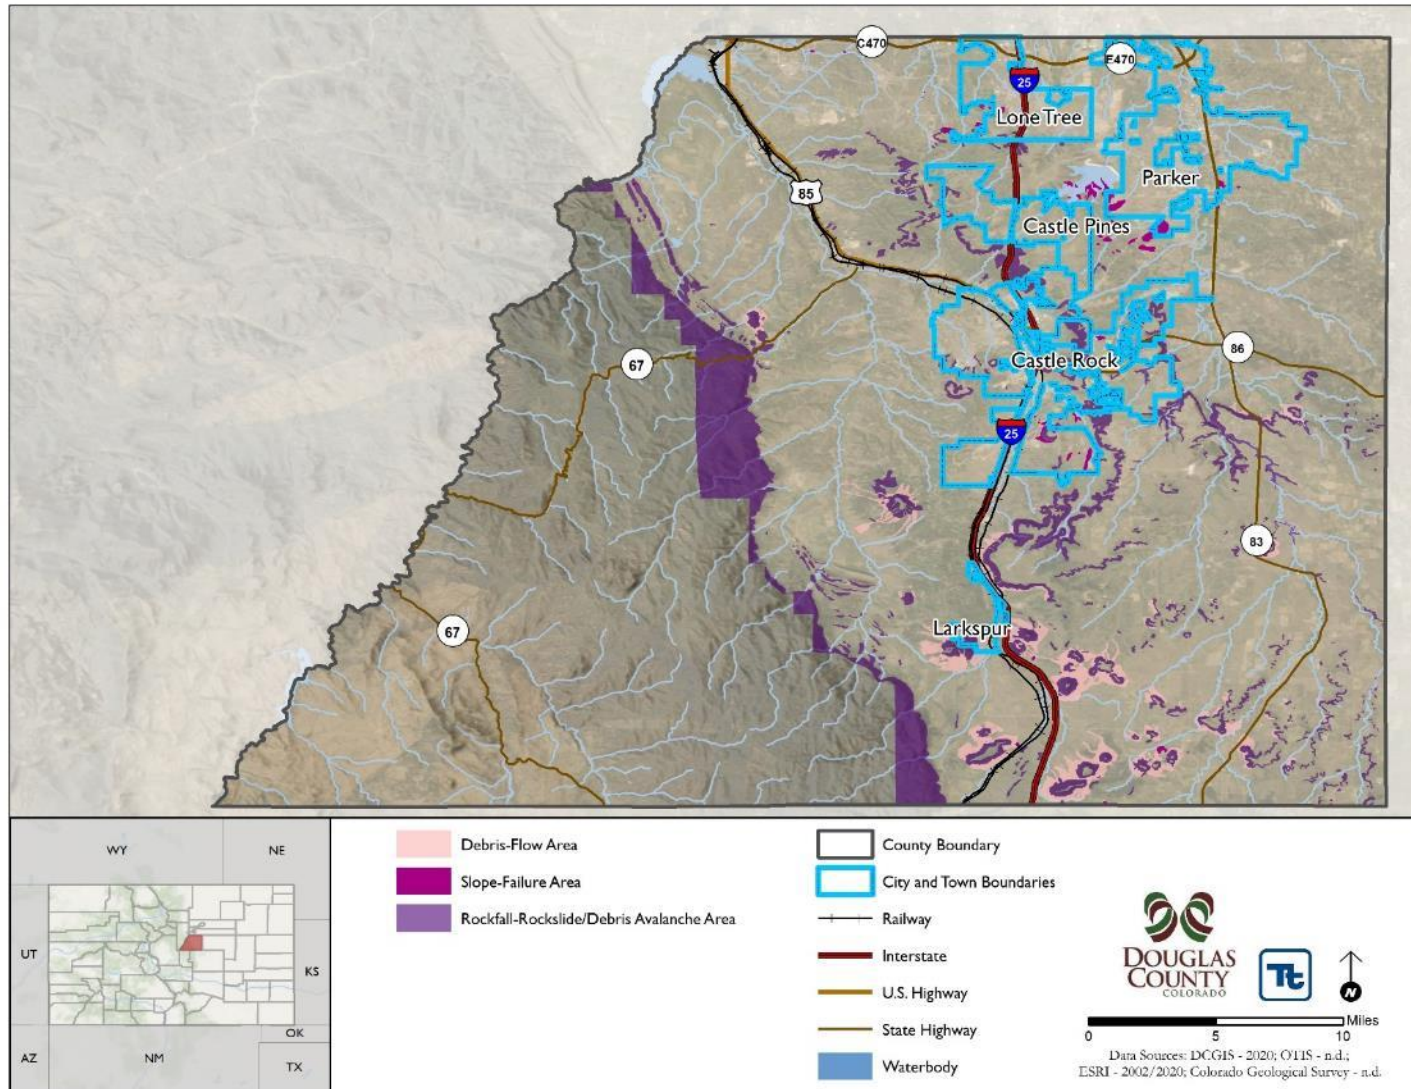 C470
E470
25
Lone Tree
Parker
85
Castle Pines
86
67
Castle Rock
25
83
Larkspur
67
WY
NE
UT
KS
OK
AZ
NM
TX
Debris-Flow Area
Slope-Failure Area
Rockfall-Rockslide/Debris Avalanche Area
County Boundary
City and Town Boundaries
Railway
Interstate
U.S. Highway
State Highway
Waterbody
DOUGLAS
COUNTY
COLORADO
Tt
N
Miles
0 5 10
Data Sources: DCGIS - 2020; OTIS - n.d.;
ESRI - 2002/2020; Colorado Geological Survey - n.d.